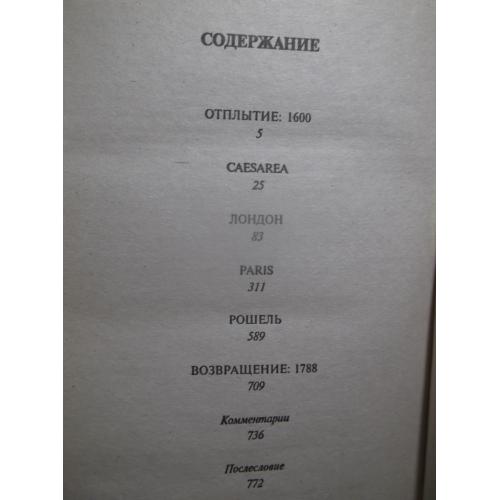 СОДЕРЖАНИЕ
ОТПЛЫТИЕ: 1600
5
CAESAREA
25
ЛОНДОН
83
PARIS
311
РОШЕЛЬ
589
ВОЗВРАЩЕНИЕ: 1788
709
Комментарии
736
Послесловие
772